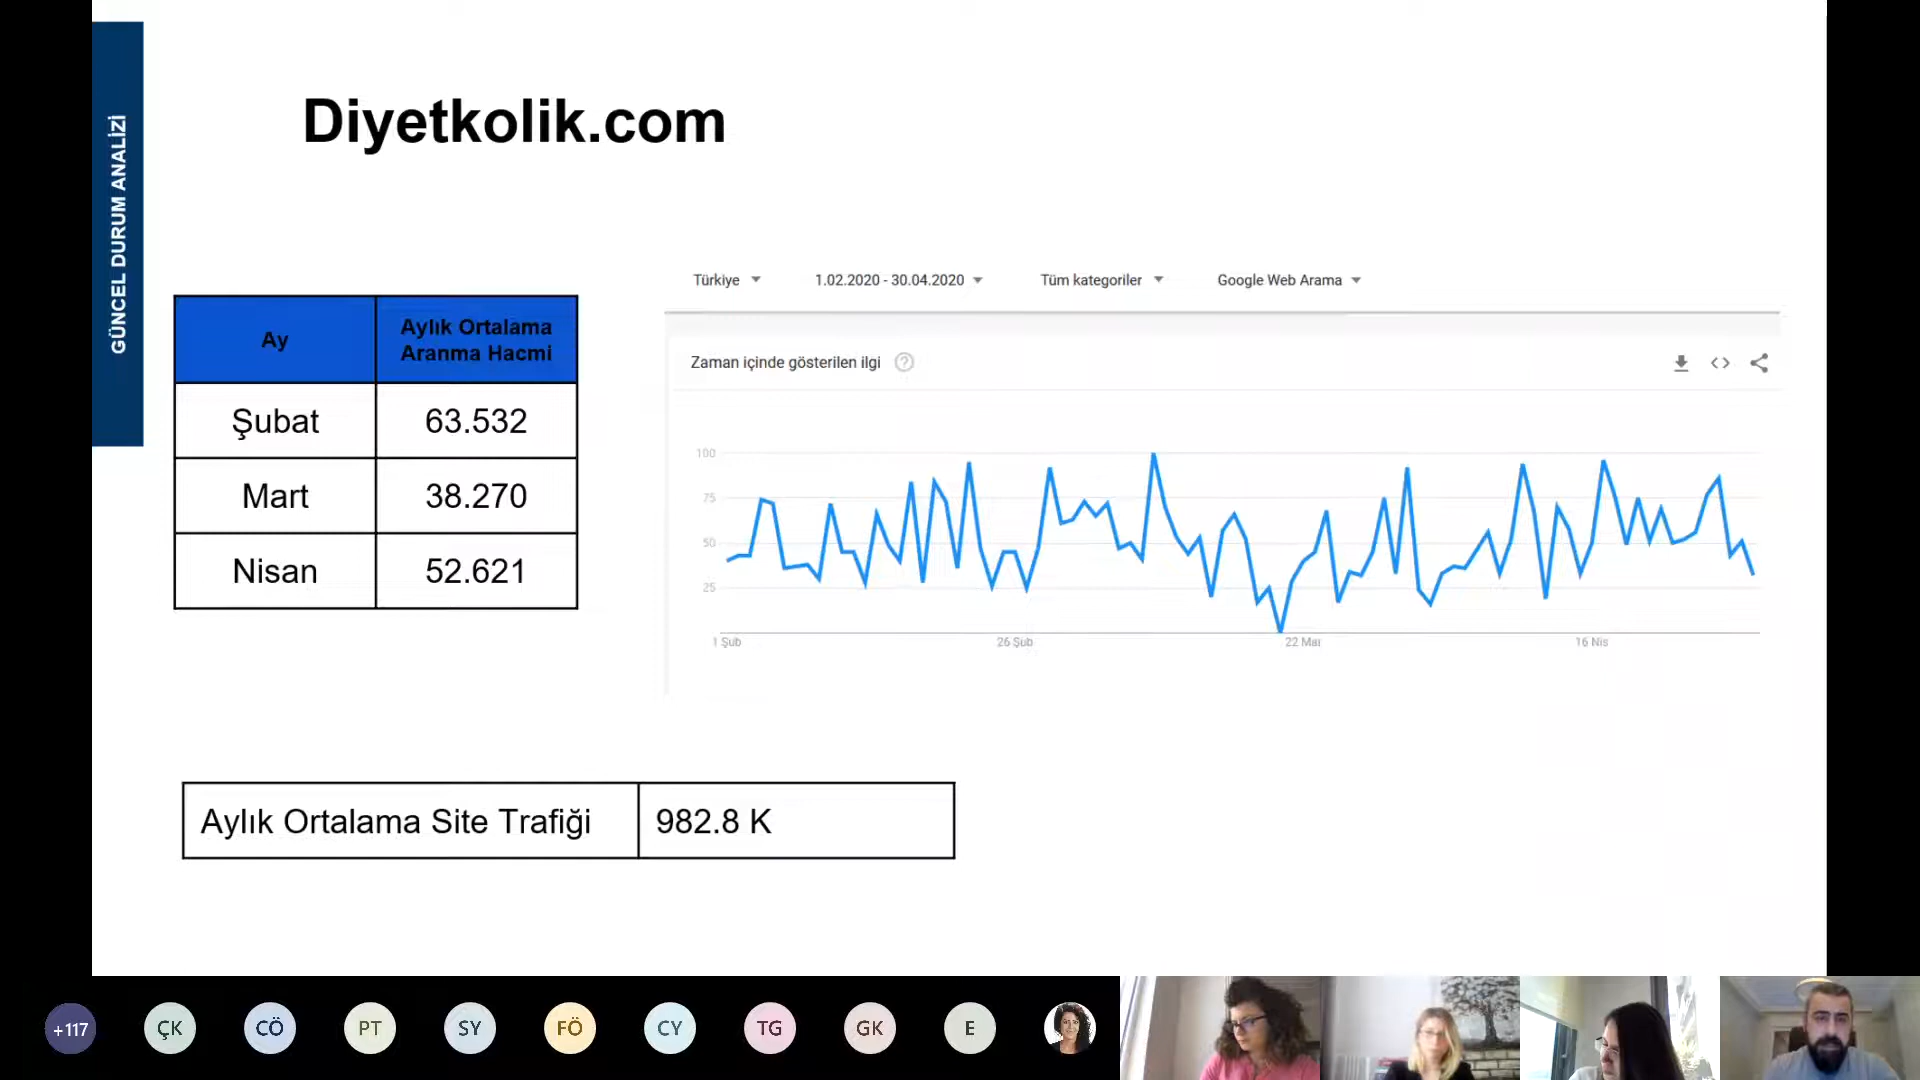 GÜNCEL DURUM ANALİZİ
Diyetkolik.com
Ay
Aylık Ortalama
Aranma Hacmi
Şubat
63.532
Mart
38.270
Nisan
52.621
Türkiye
1.02.2020 - 30.04.2020
Tüm kategoriler
Google Web Arama
Zaman içinde gösterilen ilgi
?
100
75
50
25
1 Şub
26 Şub
22 Mar
16 Nis
Aylık Ortalama Site Trafiği
982.8 K
+117
ÇK
CÖ
PT
SY
FÖ
CY
TG
GK
E